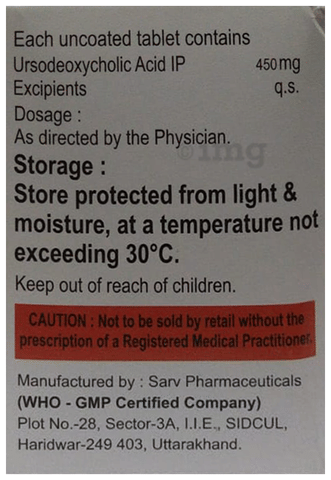 Each uncoated tablet contains
Ursodeoxycholic Acid IP 450mg
Excipients q.s.
Dosage :
As directed by the Physician.
Storage :
Store protected from light &
moisture, at a temperature not
exceeding 30°C.
Keep out of reach of children.
CAUTION : Not to be sold by retail without the
prescription of a Registered Medical Practitioner.
Manufactured by : Sarv Pharmaceuticals
(WHO - GMP Certified Company)
Plot No.-28, Sector-3A, I.I.E., SIDCUL,
Haridwar-249 403, Uttarakhand.